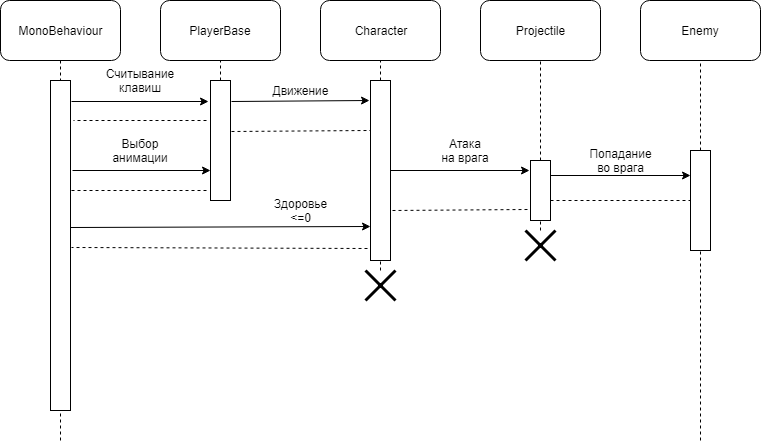 MonoBehaviour
PlayerBase
Character
Projectile
Enemy
Считывание
клавиш
Движение
Выбор
анимации
Атака
на врага
Попадание
во врага
Здоровье
<=0